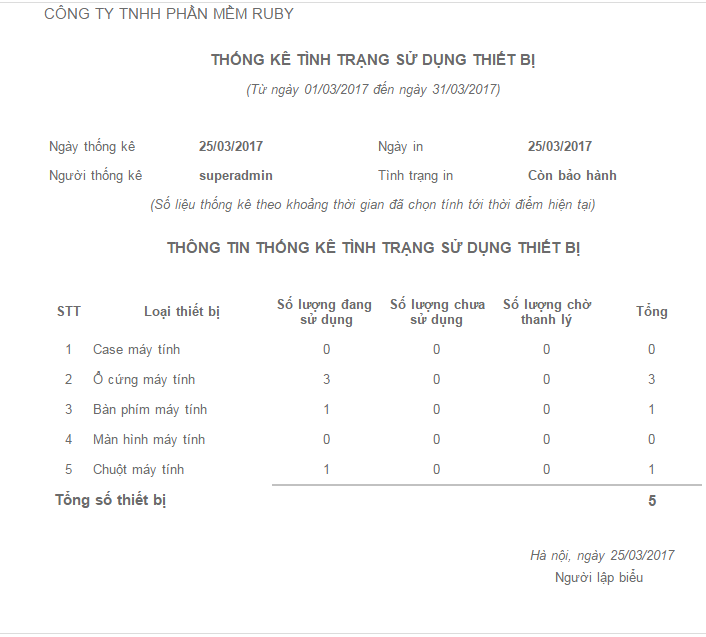 CÔNG TY TNHH PHẦN MỀM RUBY
THỐNG KÊ TÌNH TRẠNG SỬ DỤNG THIẾT BỊ
(Từ ngày 01/03/2017 đến ngày 31/03/2017)
Ngày thống kê 25/03/2017 Ngày in 25/03/2017
Người thống kê superadmin Tình trạng in Còn bảo hành
(Số liệu thống kê theo khoảng thời gian đã chọn tính tới thời điểm hiện tại)
THÔNG TIN THỐNG KÊ TÌNH TRẠNG SỬ DỤNG THIẾT BỊ
STT Loại thiết bị Số lượng đang sử dụng Số lượng chưa sử dụng Số lượng chờ thanh lý Tổng
1 Case máy tính 0 0 0 0
2 Ổ cứng máy tính 3 0 0 3
3 Bàn phím máy tính 1 0 0 1
4 Màn hình máy tính 0 0 0 0
5 Chuột máy tính 1 0 0 1
Tổng số thiết bị 5
Hà nội, ngày 25/03/2017
Người lập biểu